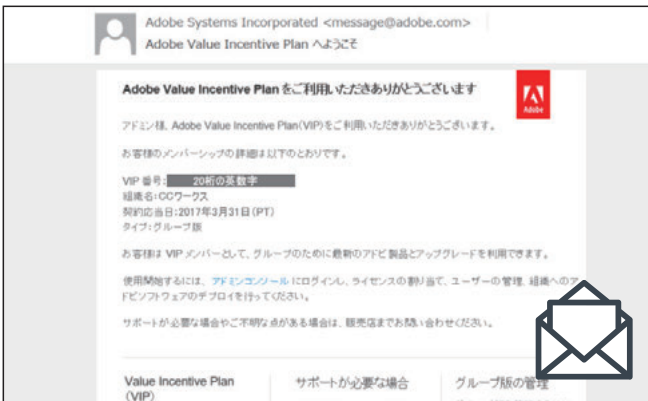 Adobe Systems Incorporated <message@adobe.com>
Adobe Value Incentive Plan へようこそ
Adobe Value Incentive Plan をご利用いただきありがとうございます
Adobe
アドミン様、Adobe Value Incentive Plan(VIP)をご利用いただきありがとうございます。
お客様のメンバーシップの詳細は以下のとおりです。
VIP 番号: 20桁の英数字
組織名:CCワークス
契約応当日:2017年3月31日(PT)
タイプ:グループ版
お客様は VIP メンバーとして、グループのために最新のアドビ製品とアップグレードを利用できます。
使用開始するには、アドミンコンソール にログインし、ライセンスの割り当て、ユーザーの管理、組織へのア
ドビソフトウェアのデプロイを行ってください。
サポートが必要な場合やご不明な点がある場合は、販売店までお問い合わせください。
Value Incentive Plan
(VIP)
サポートが必要な場合
グループ版の管理